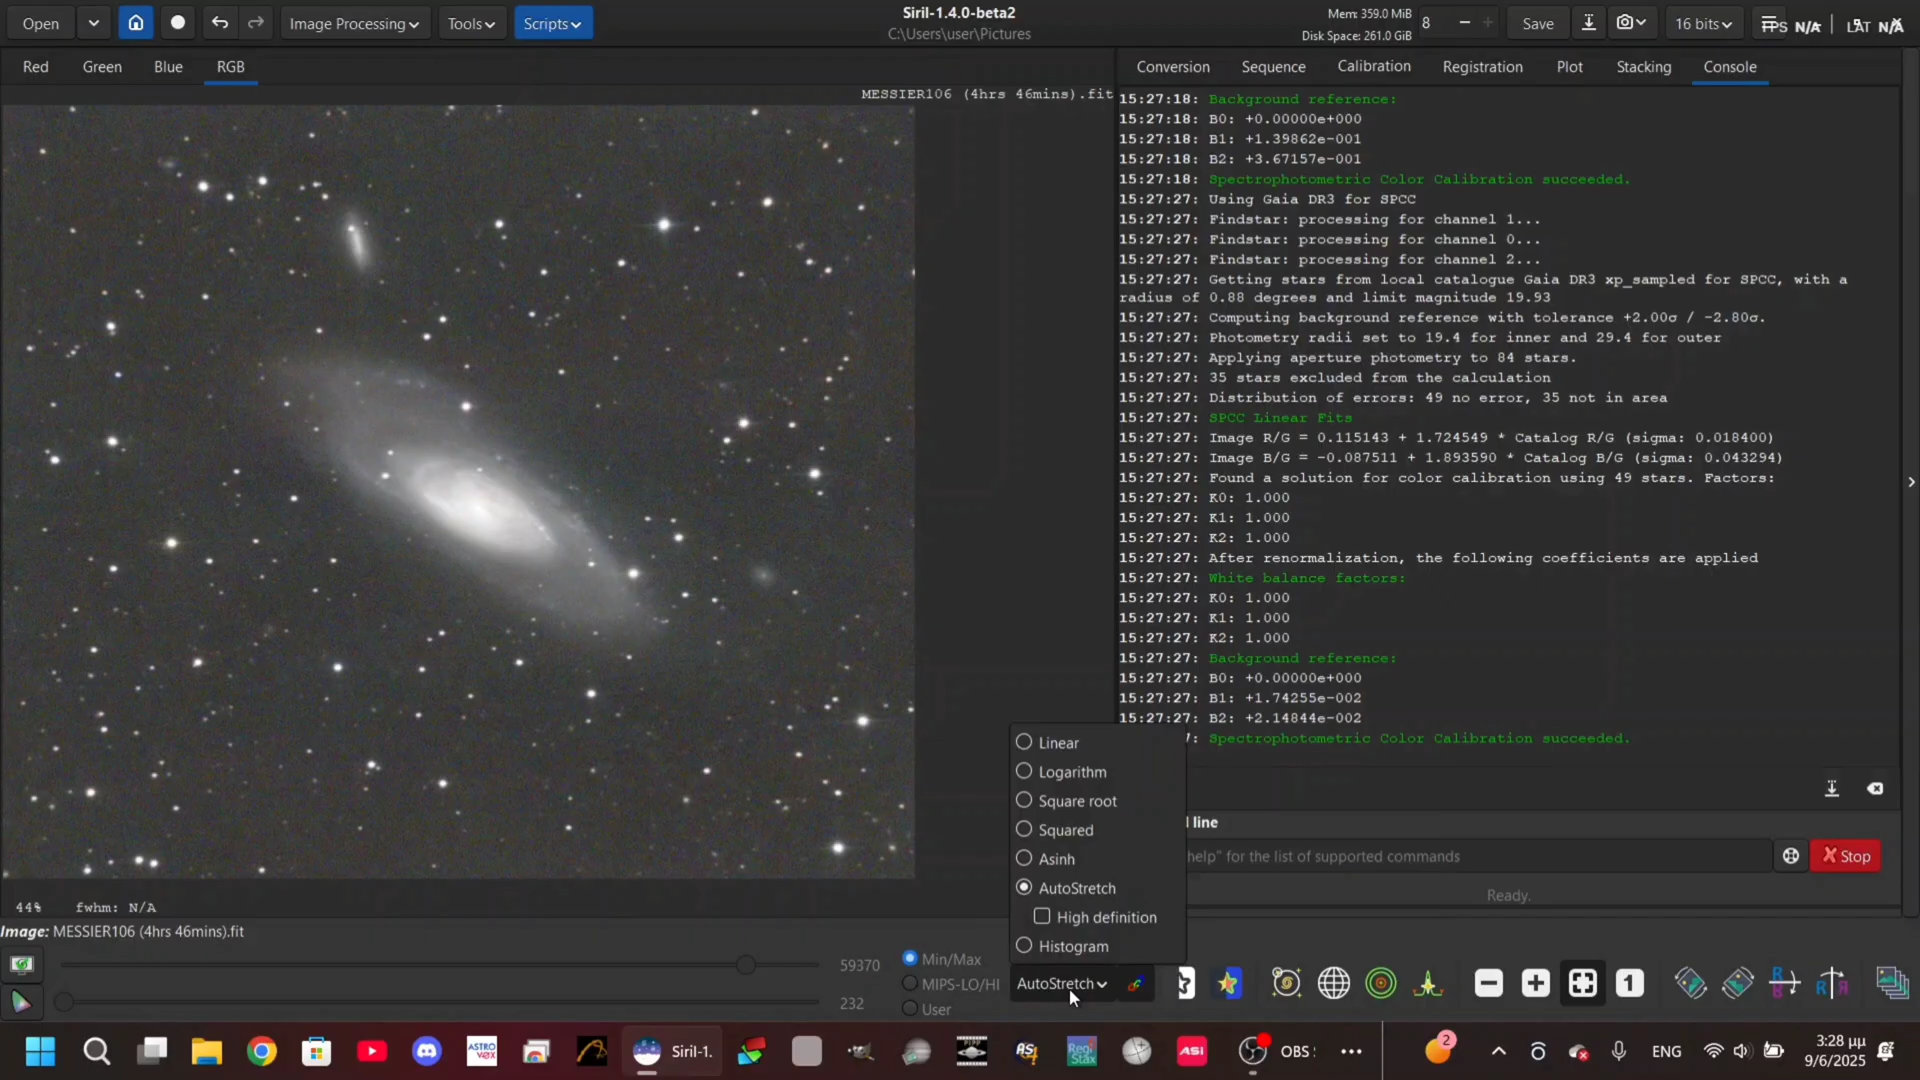 Open
Image Processing
Tools
Scripts
Siril-1.4.0-beta2
C:\Users\user\Pictures
Mem: 359.0 MiB
Disk Space: 261.0 GiB
8
Save
16 bits
FPS N/A
LAT N/A
Red
Green
Blue
RGB
Conversion
Sequence
Calibration
Registration
Plot
Stacking
Console
MESSIER106 (4hrs 46mins).fit
15:27:18: Background reference:
15:27:18: B0: +0.00000e+000
15:27:18: B1: +1.39862e-001
15:27:18: B2: +3.67157e-001
15:27:18: Spectrophotometric Color Calibration succeeded.
15:27:27: Using Gaia DR3 for SPCC
15:27:27: Findstar: processing for channel 1...
15:27:27: Findstar: processing for channel 0...
15:27:27: Findstar: processing for channel 2...
15:27:27: Getting stars from local catalogue Gaia DR3 xp_sampled for SPCC, with a
radius of 0.88 degrees and limit magnitude 19.93
15:27:27: Computing background reference with tolerance +2.00σ / -2.80σ.
15:27:27: Photometry radii set to 19.4 for inner and 29.4 for outer
15:27:27: Applying aperture photometry to 84 stars.
15:27:27: 35 stars excluded from the calculation
15:27:27: Distribution of errors: 49 no error, 35 not in area
15:27:27: SPCC Linear Fits
15:27:27: Image R/G = 0.115143 + 1.724549 * Catalog R/G (sigma: 0.018400)
15:27:27: Image B/G = -0.087511 + 1.893590 * Catalog B/G (sigma: 0.043294)
15:27:27: Found a solution for color calibration using 49 stars. Factors:
15:27:27: K0: 1.000
15:27:27: K1: 1.000
15:27:27: K2: 1.000
15:27:27: After renormalization, the following coefficients are applied
15:27:27: White balance factors:
15:27:27: K0: 1.000
15:27:27: K1: 1.000
15:27:27: K2: 1.000
15:27:27: Background reference:
15:27:27: B0: +0.00000e+000
15:27:27: B1: +1.74255e-002
15:27:27: B2: +2.14844e-002
7: Spectrophotometric Color Calibration succeeded.
Linear
Logarithm
Square root
Squared
Asinh
AutoStretch
High definition
Histogram
l line
help" for the list of supported commands
Stop
Ready.
44%
fwhm: N/A
Image: MESSIER106 (4hrs 46mins).fit
59370
232
Min/Max
MIPS-LO/HI
User
AutoStretch
1
R
R
R
ASTRO
VOX
Siril-1.
PIPP
AS
4
Regi
Stax
ASI
OBS
2
ENG
3:28 μμ
9/6/2025